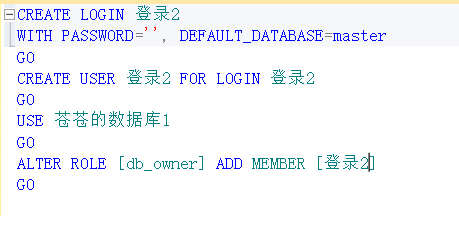 CREATE LOGIN 登录2
WITH PASSWORD='', DEFAULT_DATABASE=master
GO
CREATE USER 登录2 FOR LOGIN 登录2
GO
USE 苍苍的数据库1
GO
ALTER ROLE [db_owner] ADD MEMBER [登录2]
GO